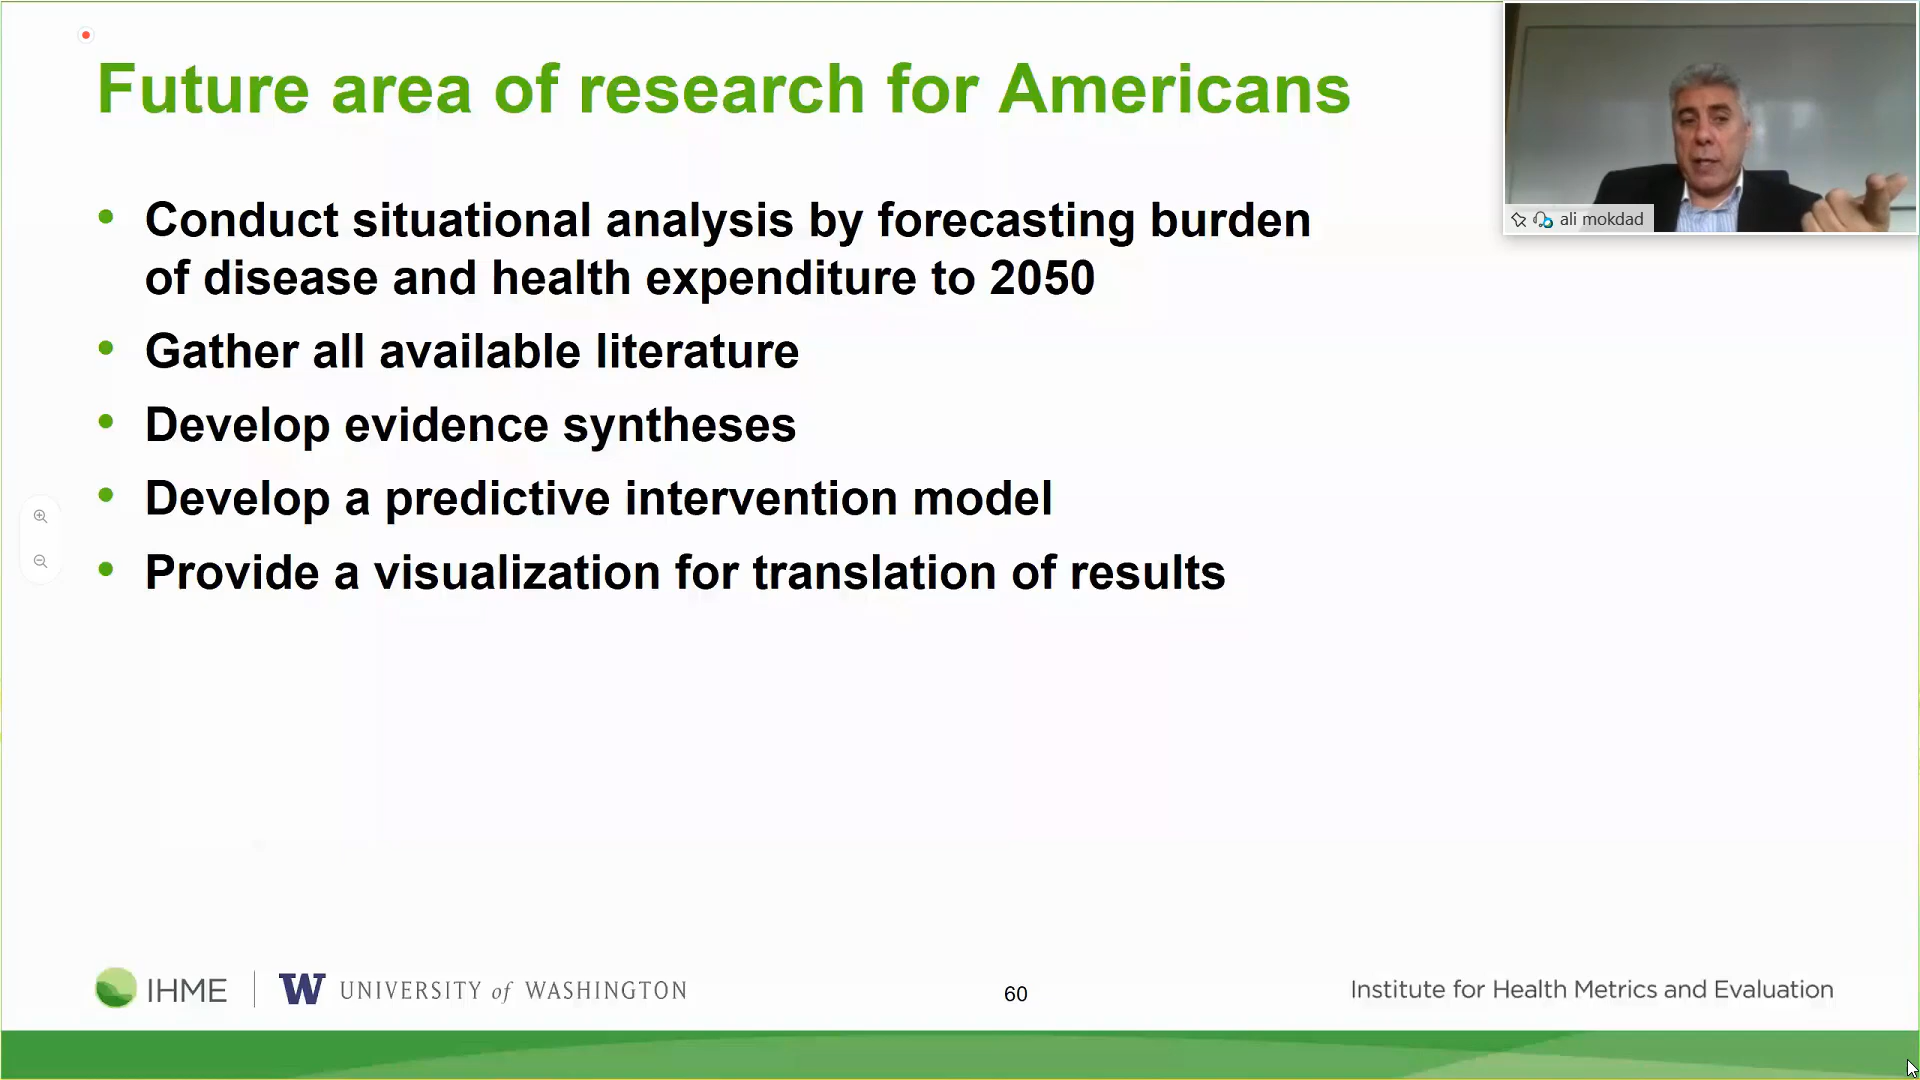 Future area of research for Americans
• Conduct situational analysis by forecasting burden
of disease and health expenditure to 2050
• Gather all available literature
• Develop evidence syntheses
• Develop a predictive intervention model
• Provide a visualization for translation of results
ali mokdad
IHME
W UNIVERSITY of WASHINGTON
60
Institute for Health Metrics and Evaluation